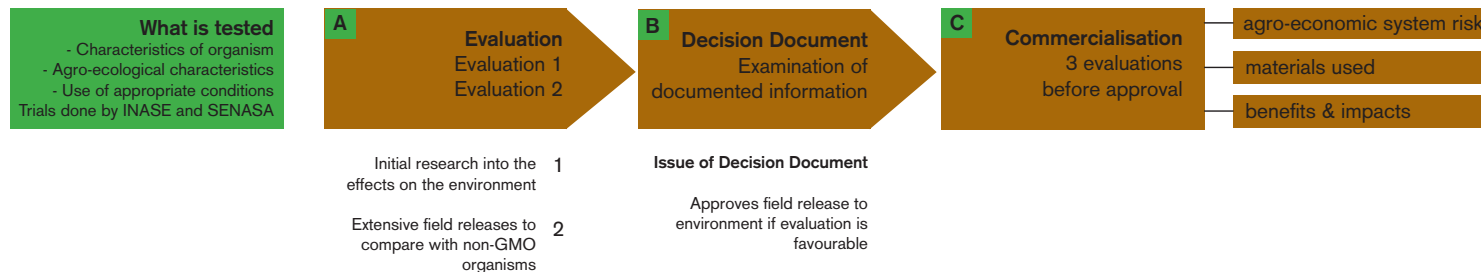 What is tested
- Characteristics of organism
- Agro-ecological characteristics
- Use of appropriate conditions
Trials done by INASE and SENASA
A
Evaluation
Evaluation 1
Evaluation 2
Initial research into the 1
effects on the environment
Extensive field releases to 2
compare with non-GMO
organisms
B
Decision Document
Examination of
documented information
Issue of Decision Document
Approves field release to
environment if evaluation is
favourable
C
Commercialisation
3 evaluations
before approval
agro-economic system risk
materials used
benefits & impacts